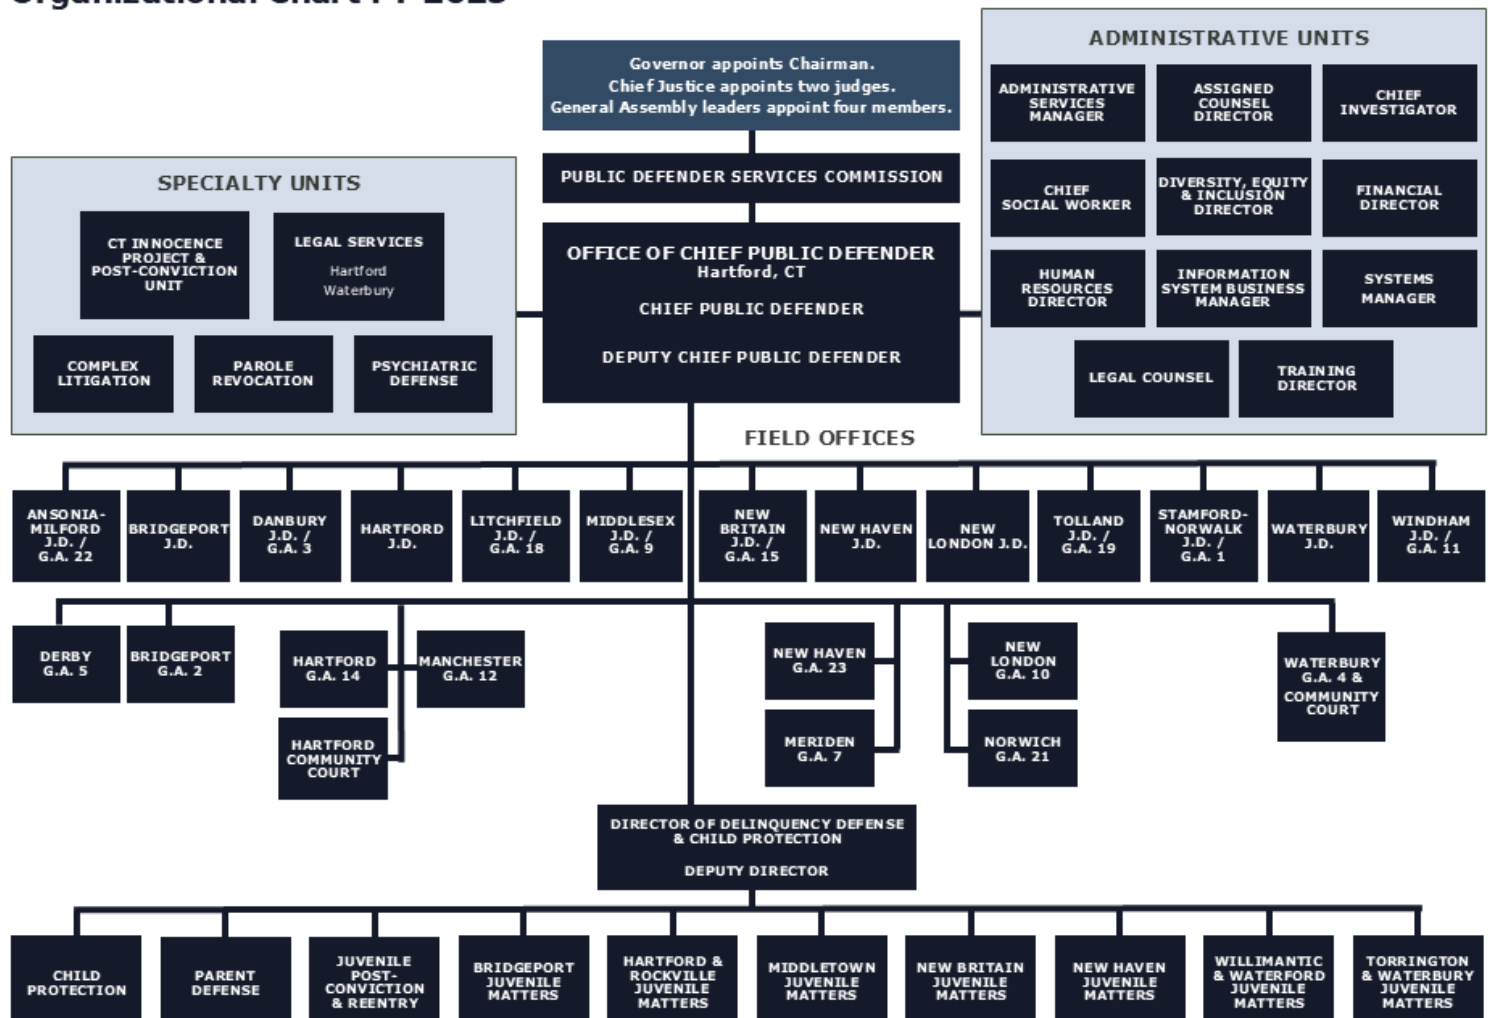 Organizational Chart FY 2023
Governor appoints Chairman.
Chief Justice appoints two judges.
General Assembly leaders appoint four members.
PUBLIC DEFENDER SERVICES COMMISSION
OFFICE OF CHIEF PUBLIC DEFENDER
Hartford, CT
CHIEF PUBLIC DEFENDER
DEPUTY CHIEF PUBLIC DEFENDER
SPECIALTY UNITS
CT INNOCENCE
PROJECT &
POST-CONVICTION
UNIT
LEGAL SERVICES
Hartford
Waterbury
COMPLEX
LITIGATION
PAROLE
REVOCATION
PSYCHIATRIC
DEFENSE
ADMINISTRATIVE UNITS
ADMINISTRATIVE
SERVICES
MANAGER
ASSIGNED
COUNSEL
DIRECTOR
CHIEF
INVESTIGATOR
CHIEF
SOCIAL WORKER
DIVERSITY, EQUITY
& INCLUSION
DIRECTOR
FINANCIAL
DIRECTOR
HUMAN
RESOURCES
DIRECTOR
INFORMATION
SYSTEM BUSINESS
MANAGER
SYSTEMS
MANAGER
LEGAL COUNSEL
TRAINING
DIRECTOR
FIELD OFFICES
ANSONIA-
MILFORD
J.D. /
G.A. 22
BRIDGEPORT
J.D.
DANBURY
J.D. /
G.A. 3
HARTFORD
J.D.
LITCHFIELD
J.D. /
G.A. 18
MIDDLESEX
J.D. /
G.A. 9
NEW
BRITAIN
J.D. /
G.A. 15
NEW HAVEN
J.D.
NEW
LONDON J.D.
TOLLAND
J.D. /
G.A. 19
STAMFORD-
NORWALK
J.D. /
G.A. 1
WATERBURY
J.D.
WINDHAM
J.D. /
G.A. 11
DERBY
G.A. 5
BRIDGEPORT
G.A. 2
HARTFORD
G.A. 14
MANCHESTER
G.A. 12
HARTFORD
COMMUNITY
COURT
NEW HAVEN
G.A. 23
MERIDEN
G.A. 7
NEW
LONDON
G.A. 10
NORWICH
G.A. 21
WATERBURY
G.A. 4 &
COMMUNITY
COURT
DIRECTOR OF DELINQUENCY DEFENSE
& CHILD PROTECTION
DEPUTY DIRECTOR
CHILD
PROTECTION
PARENT
DEFENSE
JUVENILE
POST-
CONVICTION
& REENTRY
BRIDGEPORT
JUVENILE
MATTERS
HARTFORD &
ROCKVILLE
JUVENILE
MATTERS
MIDDLETOWN
JUVENILE
MATTERS
NEW BRITAIN
JUVENILE
MATTERS
NEW HAVEN
JUVENILE
MATTERS
WILLIMANTIC
& WATERFORD
JUVENILE
MATTERS
TORRINGTON
& WATERBURY
JUVENILE
MATTERS